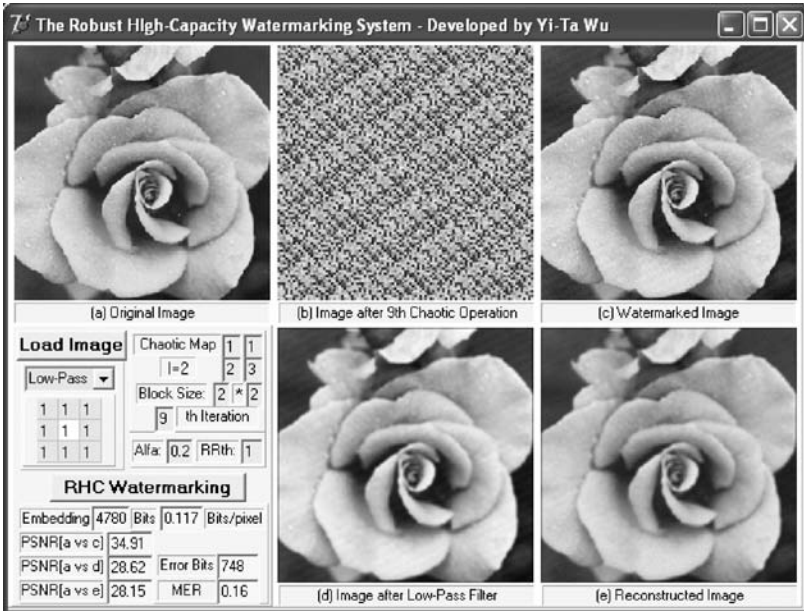 The Robust HIgh-Capacity Watermarking System - Developed by Yi-Ta Wu
(a) Original Image
(b) Image after 9th Chaotic Operation
(c) Watermarked Image
Load Image
Low-Pass
1 1 1
1 1 1
1 1 1
Chaotic Map 1 1
l=2 2 3
Block Size: 2 * 2
9 th Iteration
Alfa: 0.2 RRth: 1
RHC Watermarking
Embedding 4780 Bits 0.117 Bits/pixel
PSNR[a vs c] 34.91
PSNR[a vs d] 28.62 Error Bits 748
PSNR[a vs e] 28.15 MER 0.16
(d) Image after Low-Pass Filter
(e) Reconstructed Image